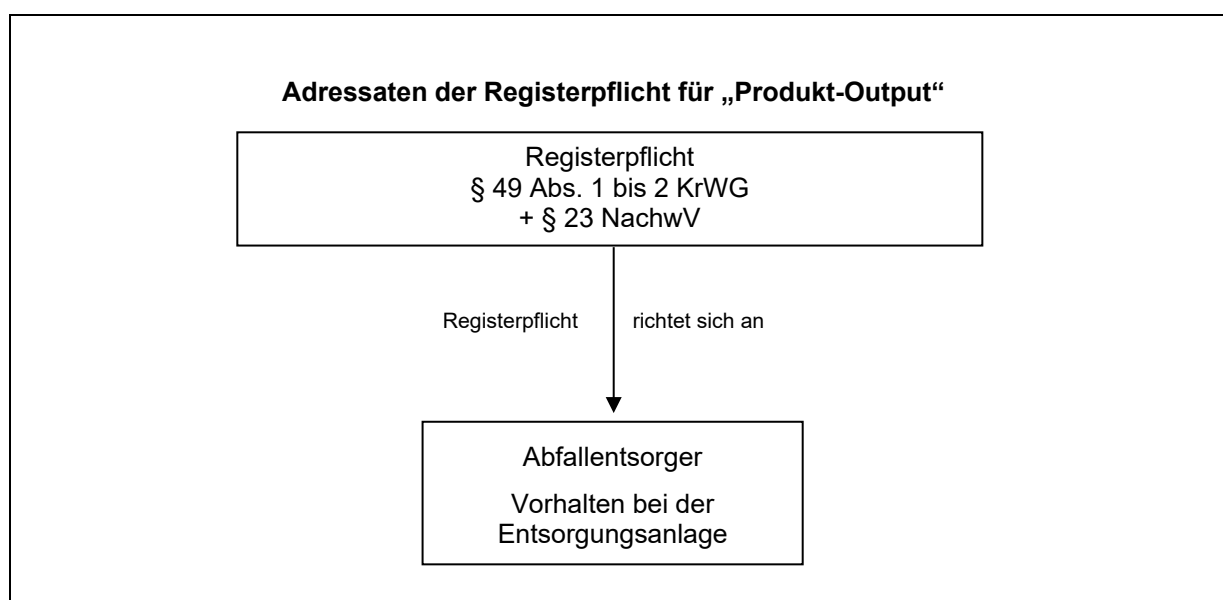 Adressaten der Registerpflicht für „Produkt-Output“
Registerpflicht
§ 49 Abs. 1 bis 2 KrWG
+ § 23 NachwV
Registerpflicht richtet sich an
Abfallentsorger
Vorhalten bei der
Entsorgungsanlage